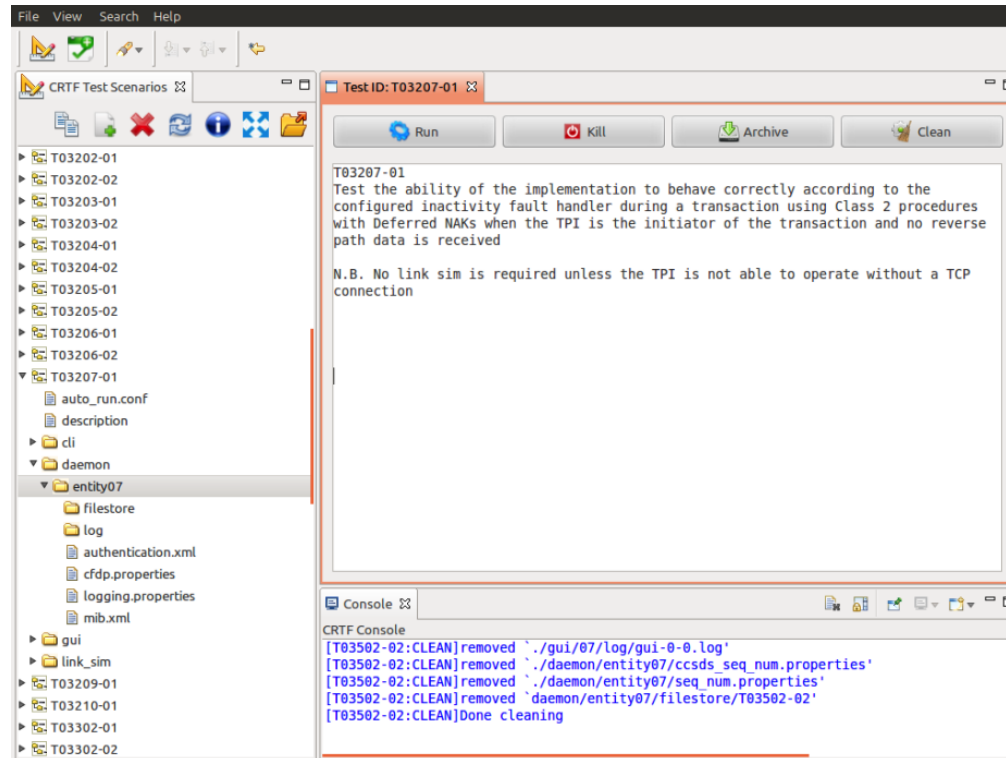 File View Search Help
CRTF Test Scenarios
T03202-01
T03202-02
T03203-01
T03203-02
T03204-01
T03204-02
T03205-01
T03205-02
T03206-01
T03206-02
T03207-01
auto_run.conf
description
cli
daemon
entity07
filestore
log
authentication.xml
cfdp.properties
logging.properties
mib.xml
gui
link_sim
T03209-01
T03210-01
T03302-01
T03302-02
Test ID: T03207-01
Run Kill Archive Clean
T03207-01
Test the ability of the implementation to behave correctly according to the
configured inactivity fault handler during a transaction using Class 2 procedures
with Deferred NAKs when the TPI is the initiator of the transaction and no reverse
path data is received
N.B. No link sim is required unless the TPI is not able to operate without a TCP
connection
Console
CRTF Console
[T03502-02:CLEAN]removed `./gui/07/log/gui-0-0.log'
[T03502-02:CLEAN]removed `./daemon/entity07/ccsds_seq_num.properties'
[T03502-02:CLEAN]removed `./daemon/entity07/seq_num.properties'
[T03502-02:CLEAN]removed `daemon/entity07/filestore/T03502-02'
[T03502-02:CLEAN]Done cleaning